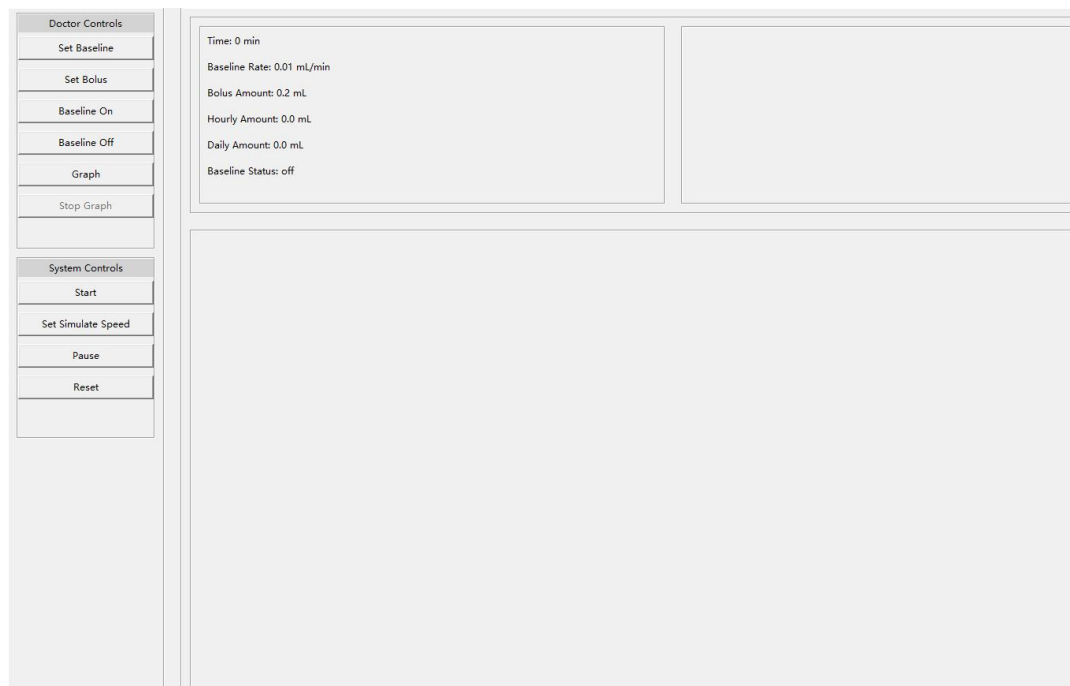 Doctor Controls
Set Baseline
Set Bolus
Baseline On
Baseline Off
Graph
Stop Graph
System Controls
Start
Set Simulate Speed
Pause
Reset
Time: 0 min
Baseline Rate: 0.01 mL/min
Bolus Amount: 0.2 mL
Hourly Amount: 0.0 mL
Daily Amount: 0.0 mL
Baseline Status: off